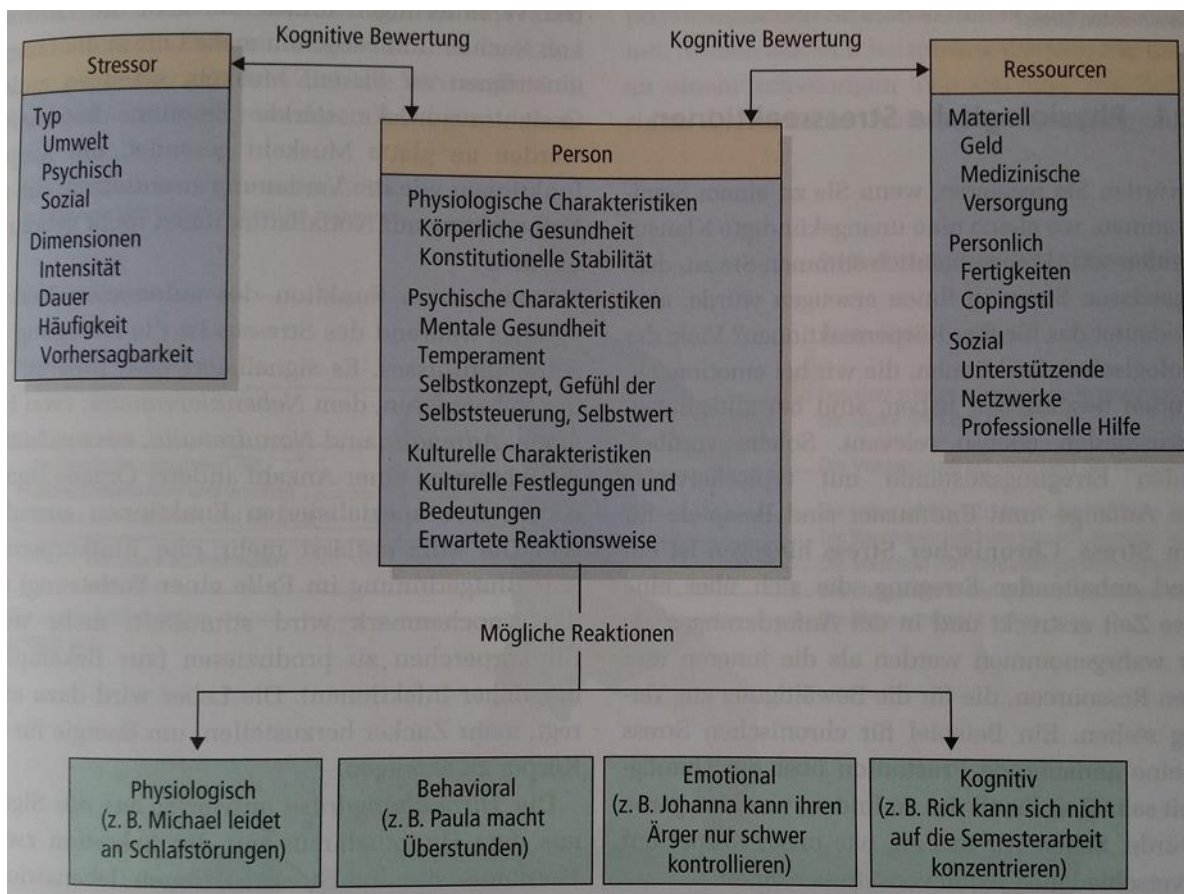 Kognitive Bewertung
Kognitive Bewertung
Stressor
Typ
Umwelt
Psychisch
Sozial
Dimensionen
Intensität
Dauer
Häufigkeit
Vorhersagbarkeit
Person
Physiologische Charakteristiken
Körperliche Gesundheit
Konstitutionelle Stabilität
Psychische Charakteristiken
Mentale Gesundheit
Temperament
Selbstkonzept, Gefühl der
Selbststeuerung, Selbstwert
Kulturelle Charakteristiken
Kulturelle Festlegungen und
Bedeutungen
Erwartete Reaktionsweise
Ressourcen
Materiell
Geld
Medizinische
Versorgung
Personlich
Fertigkeiten
Copingstil
Sozial
Unterstützende
Netzwerke
Professionelle Hilfe
Mögliche Reaktionen
Physiologisch
(z. B. Michael leidet
an Schlafstörungen)
Behavioral
(z. B. Paula macht
Überstunden)
Emotional
(z. B. Johanna kann ihren
Ärger nur schwer
kontrollieren)
Kognitiv
(z. B. Rick kann sich nicht
auf die Semesterarbeit
konzentrieren)